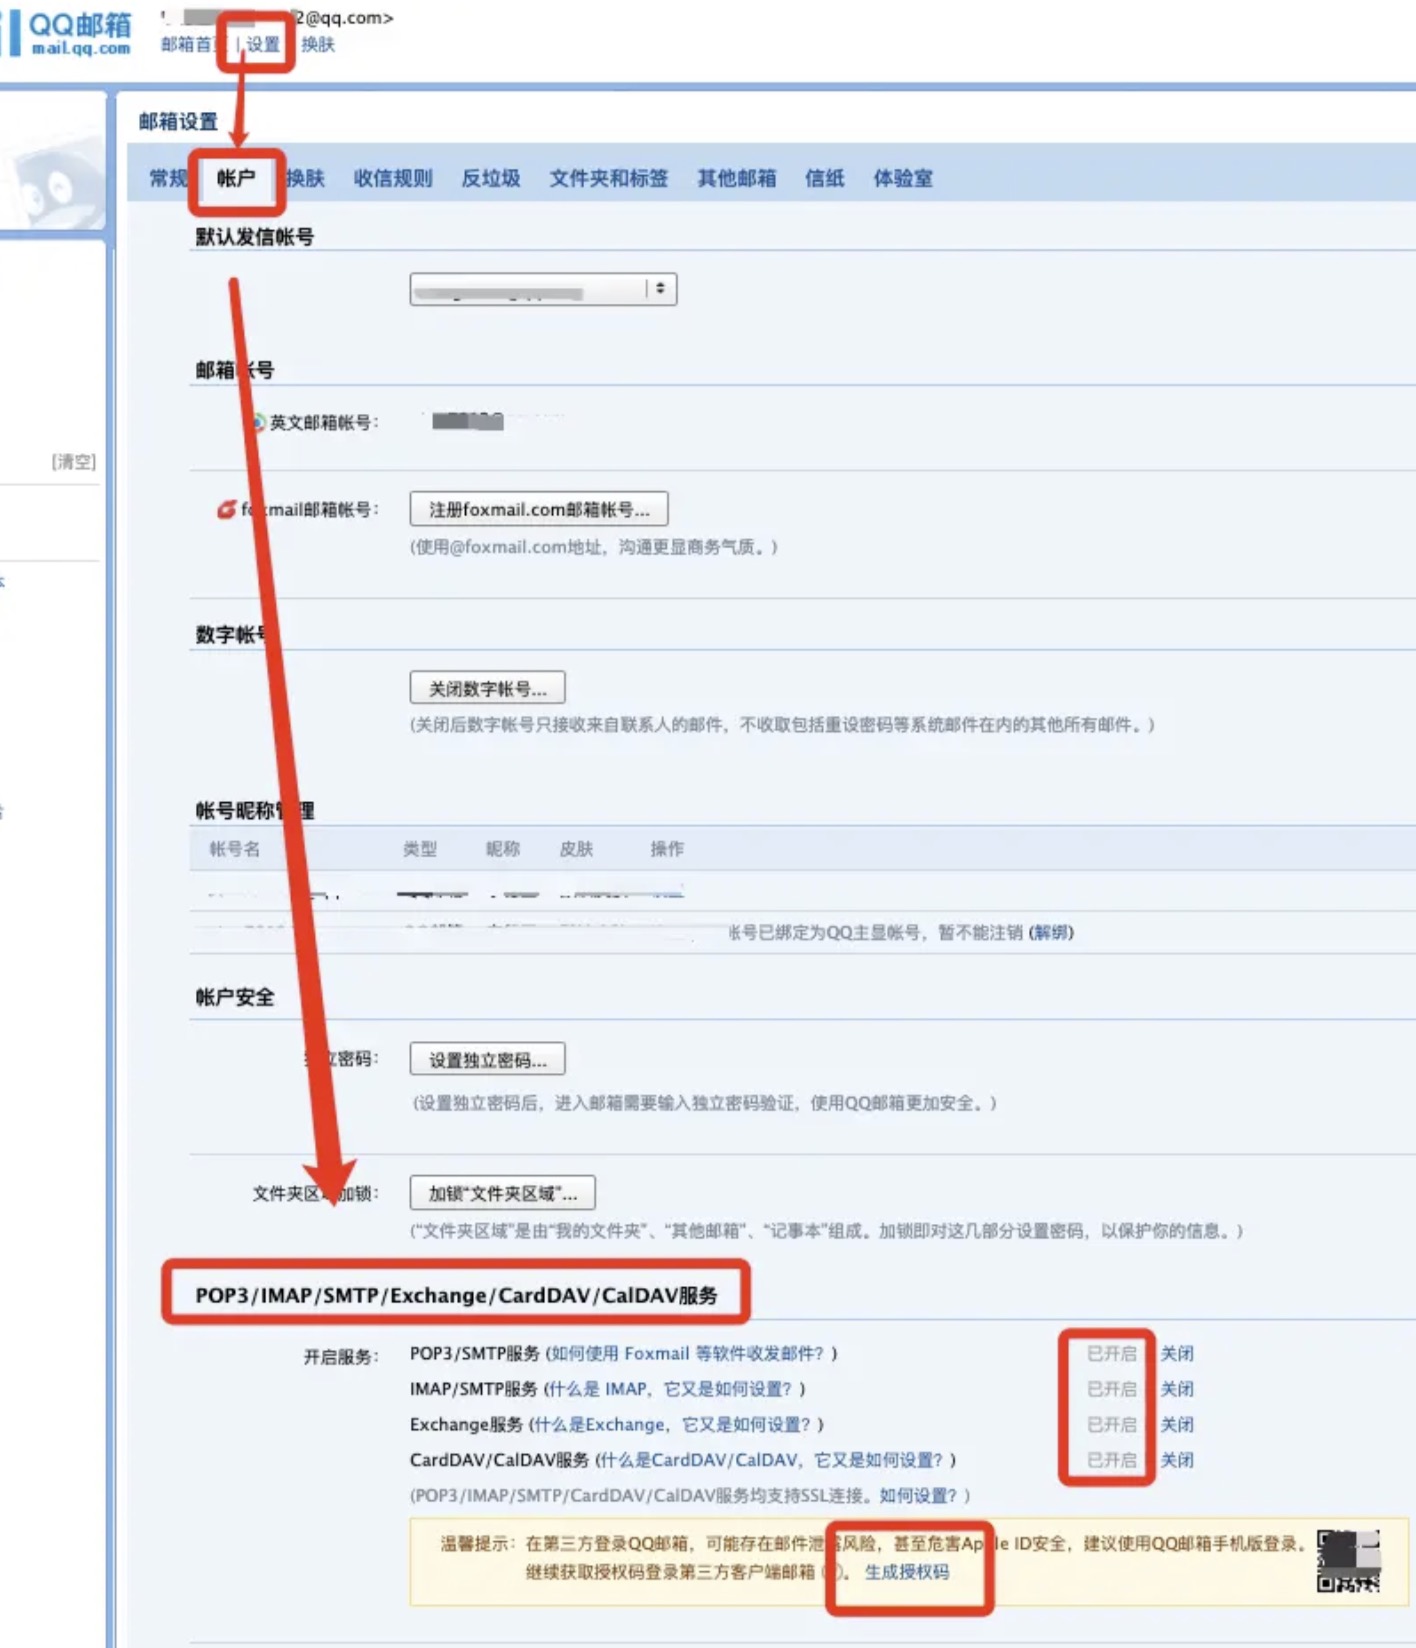 QQ邮箱
mail.qq.com
2@qq.com>
邮箱首页 | 设置 换肤
邮箱设置
常规 帐户 换肤 收信规则 反垃圾 文件夹和标签 其他邮箱 信纸 体验室
默认发信帐号
邮箱帐号
英文邮箱帐号：
[清空]
foxmail邮箱帐号： 注册foxmail.com邮箱帐号...
(使用@foxmail.com地址，沟通更显商务气质。)
数字帐号
关闭数字帐号...
(关闭后数字帐号只接收来自联系人的邮件，不收取包括重设密码等系统邮件在内的其他所有邮件。)
帐号昵称管理
帐号名 类型 昵称 皮肤 操作
帐号已绑定为QQ主显帐号，暂不能注销 (解绑)
帐户安全
独立密码： 设置独立密码...
(设置独立密码后，进入邮箱需要输入独立密码验证，使用QQ邮箱更加安全。)
文件夹区域加锁： 加锁“文件夹区域”...
(“文件夹区域”是由“我的文件夹”、“其他邮箱”、“记事本”组成。加锁即对这几部分设置密码，以保护你的信息。)
POP3/IMAP/SMTP/Exchange/CardDAV/CalDAV服务
开启服务： POP3/SMTP服务 (如何使用 Foxmail 等软件收发邮件？) 已开启 关闭
IMAP/SMTP服务 (什么是 IMAP，它又是如何设置？) 已开启 关闭
Exchange服务 (什么是Exchange，它又是如何设置？) 已开启 关闭
CardDAV/CalDAV服务 (什么是CardDAV/CalDAV，它又是如何设置？) 已开启 关闭
(POP3/IMAP/SMTP/CardDAV/CalDAV服务均支持SSL连接。如何设置？)
温馨提示：在第三方登录QQ邮箱，可能存在邮件泄露风险，甚至危害Apple ID安全，建议使用QQ邮箱手机版登录。
继续获取授权码登录第三方客户端邮箱 。 生成授权码